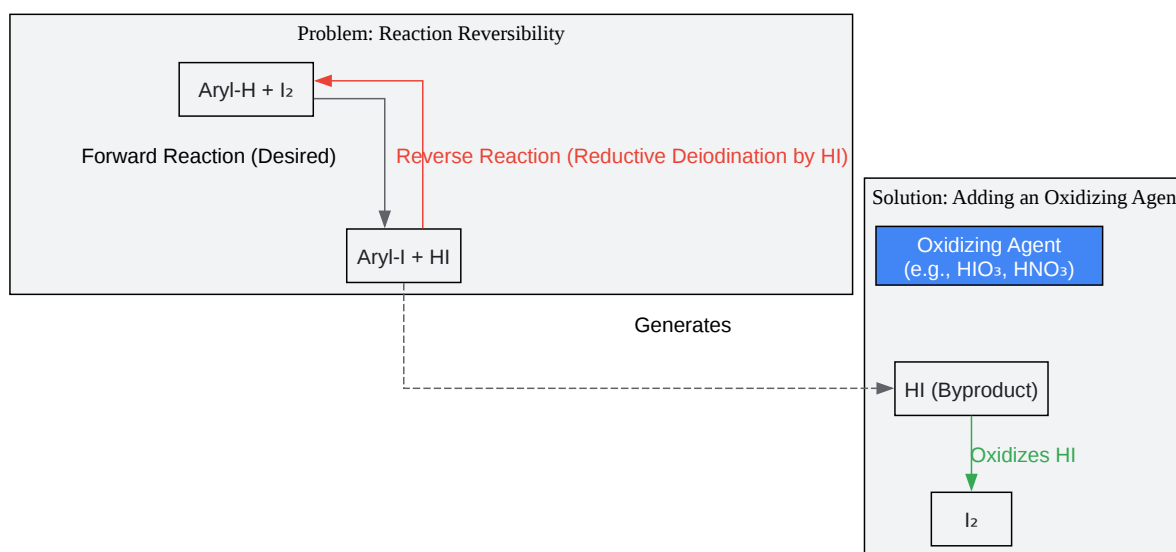 Problem: Reaction Reversibility
Aryl-H + I₂
Forward Reaction (Desired)
Reverse Reaction (Reductive Deiodination by HI)
Aryl-I + HI
Generates
Solution: Adding an Oxidizing Agen
Oxidizing Agent
(e.g., HIO₃, HNO₃)
HI (Byproduct)
Oxidizes HI
I₂